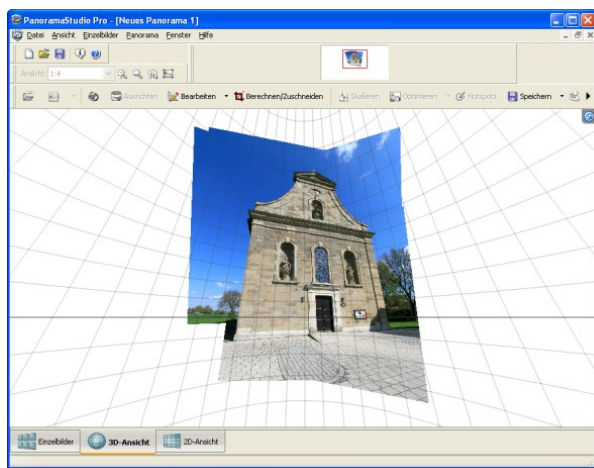 PanoramaStudio Pro - [Neues Panorama 1]
Datei Ansicht Einzelbilder Panorama Fenster Hilfe
Ansicht: 1:4
Ausrichten Bearbeiten Berechnen/Zuschneiden Skalieren Optimieren Hotspots Speichern
Einzelbilder 3D-Ansicht 2D-Ansicht